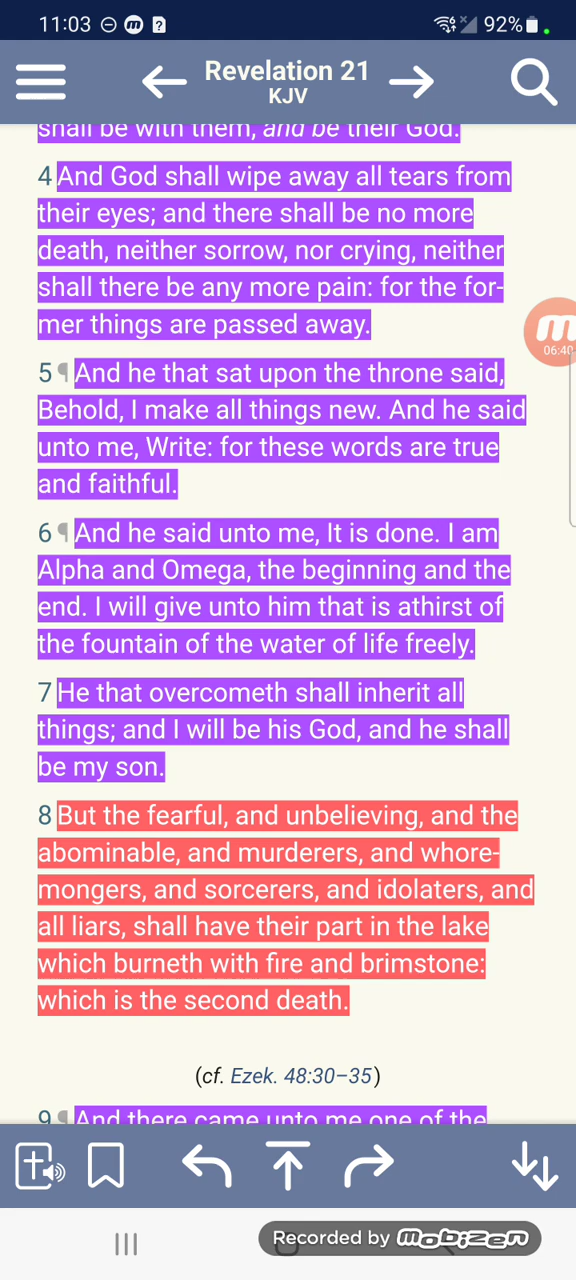 11:03 92%
Revelation 21
KJV
shall be with them, and be their God.
4 And God shall wipe away all tears from
their eyes; and there shall be no more
death, neither sorrow, nor crying, neither
shall there be any more pain: for the for-
mer things are passed away.
06:40
5 ¶ And he that sat upon the throne said,
Behold, I make all things new. And he said
unto me, Write: for these words are true
and faithful.
6 ¶ And he said unto me, It is done. I am
Alpha and Omega, the beginning and the
end. I will give unto him that is athirst of
the fountain of the water of life freely.
7 He that overcometh shall inherit all
things; and I will be his God, and he shall
be my son.
8 But the fearful, and unbelieving, and the
abominable, and murderers, and whore-
mongers, and sorcerers, and idolaters, and
all liars, shall have their part in the lake
which burneth with fire and brimstone:
which is the second death.
(cf. Ezek. 48:30–35)
9 ¶ And there came unto me one of the
Recorded by Mobizen